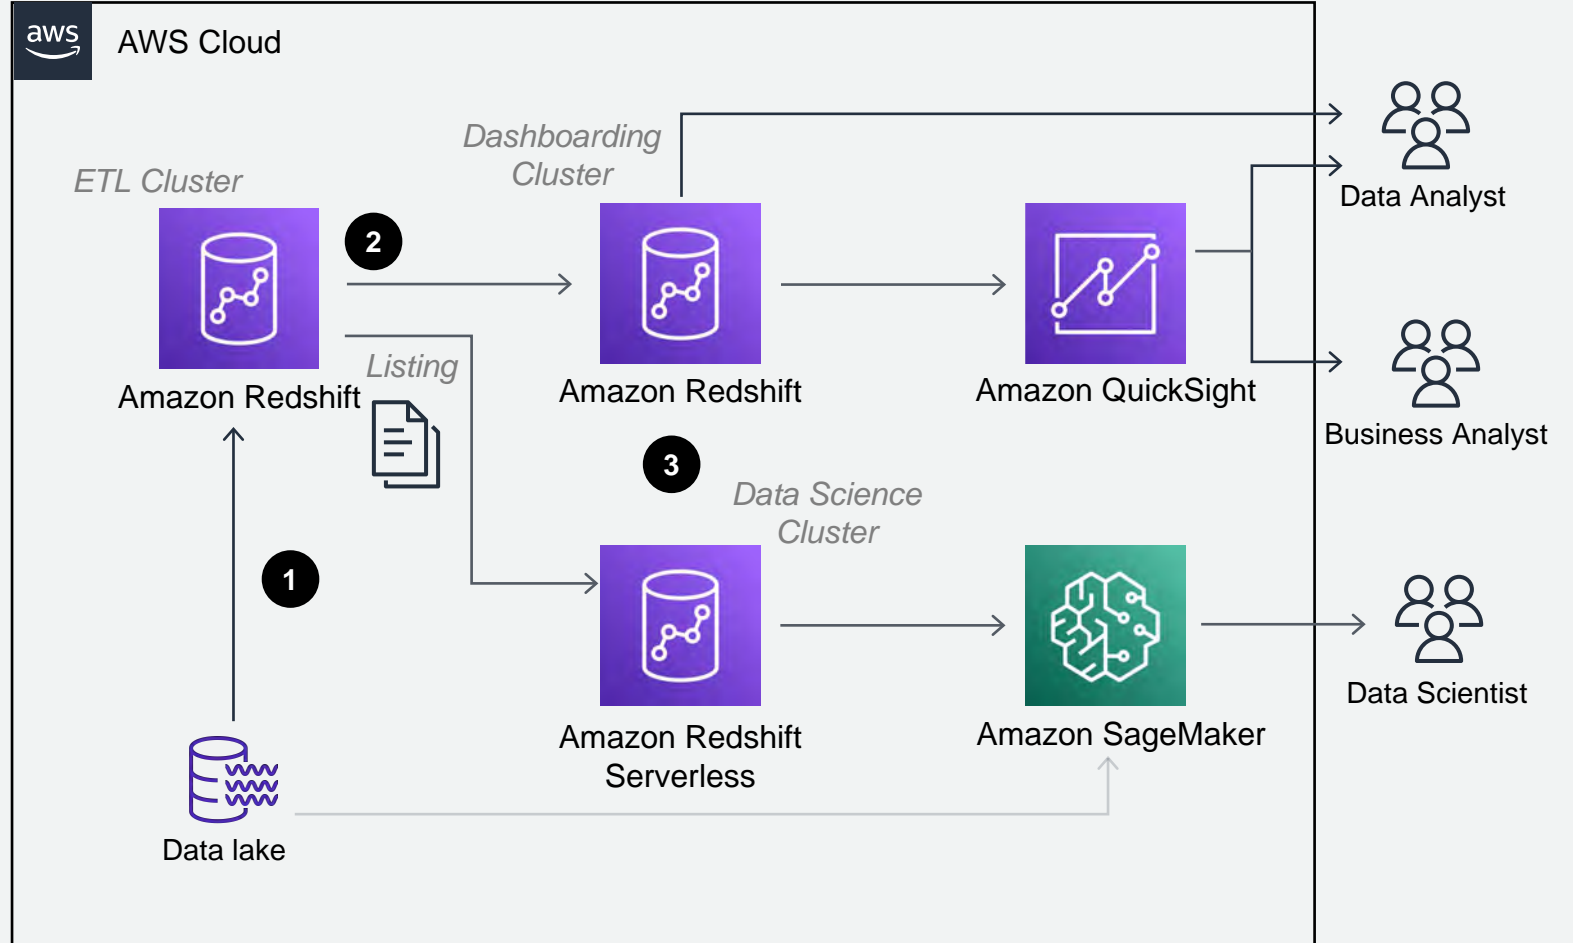 aws
AWS Cloud
Dashboarding
Cluster
ETL Cluster
2
Data Analyst
Listing
Amazon Redshift
Amazon Redshift
Amazon QuickSight
Business Analyst
3
Data Science
Cluster
1
Data Scientist
Amazon Redshift
Serverless
Amazon SageMaker
Data lake